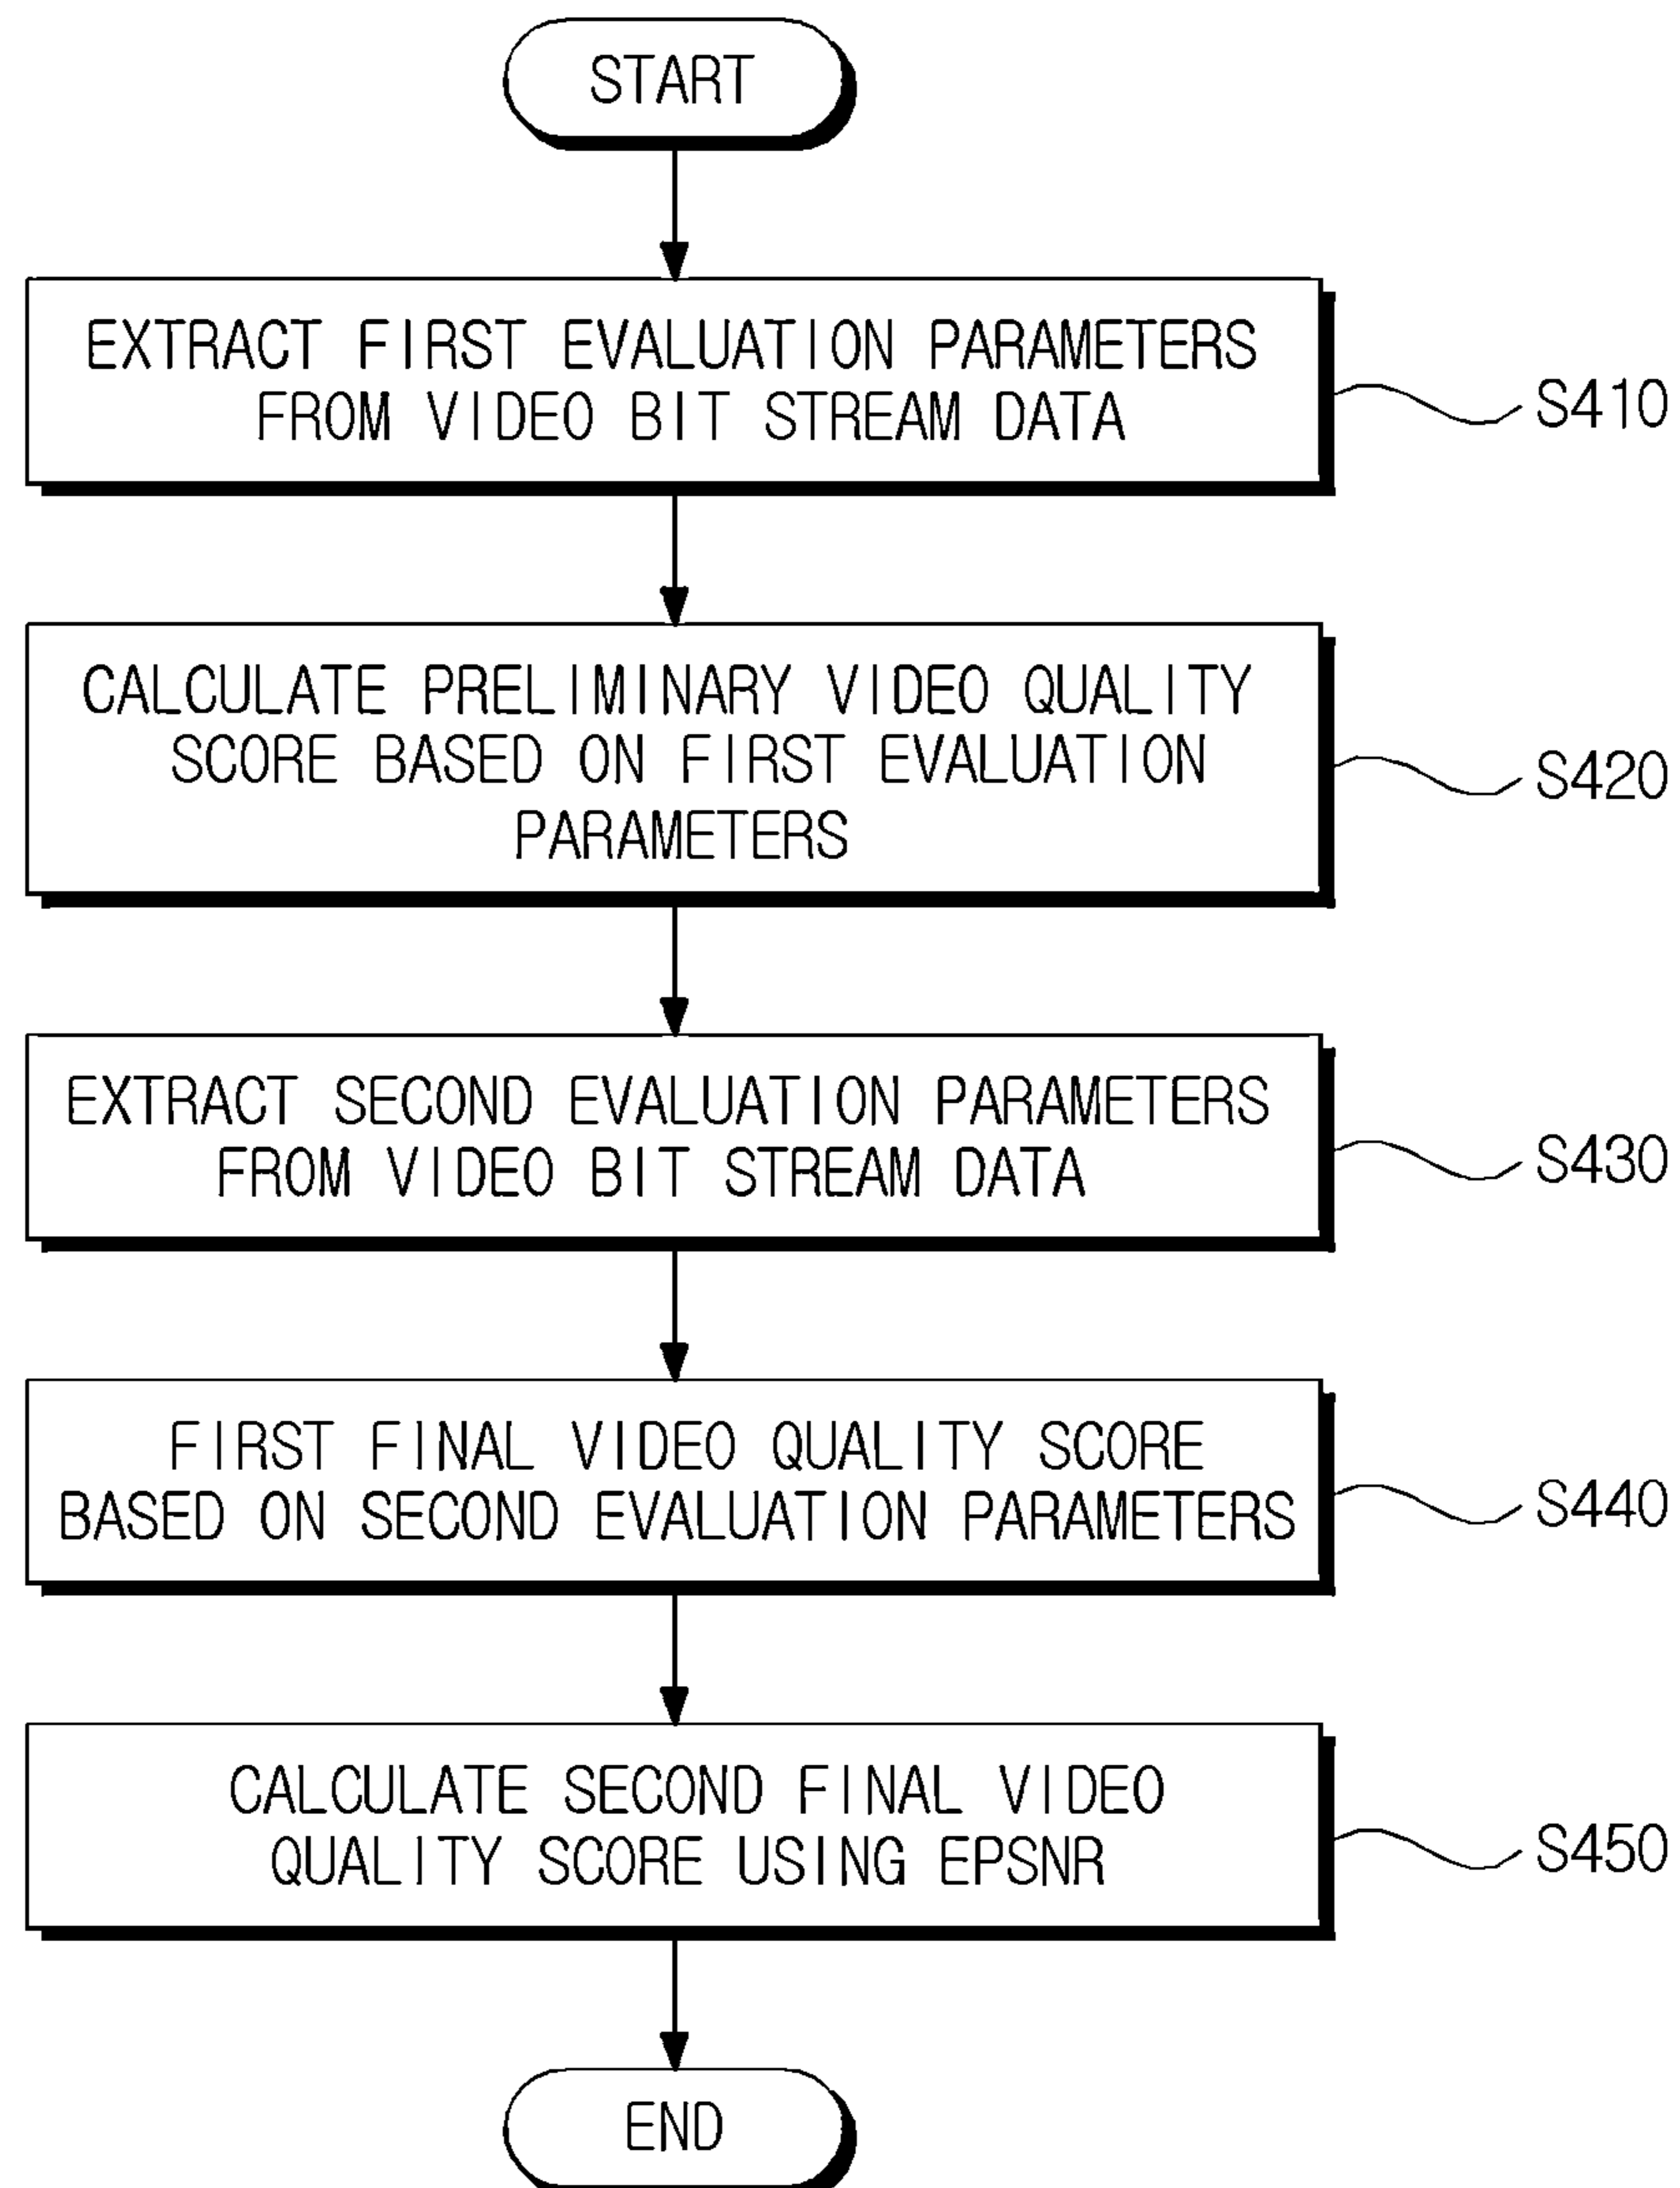 START
EXTRACT FIRST EVALUATION PARAMETERS
FROM VIDEO BIT STREAM DATA
S410
CALCULATE PRELIMINARY VIDEO QUALITY
SCORE BASED ON FIRST EVALUATION
PARAMETERS
S420
EXTRACT SECOND EVALUATION PARAMETERS
FROM VIDEO BIT STREAM DATA
S430
FIRST FINAL VIDEO QUALITY SCORE
BASED ON SECOND EVALUATION PARAMETERS
S440
CALCULATE SECOND FINAL VIDEO
QUALITY SCORE USING EPSNR
S450
END